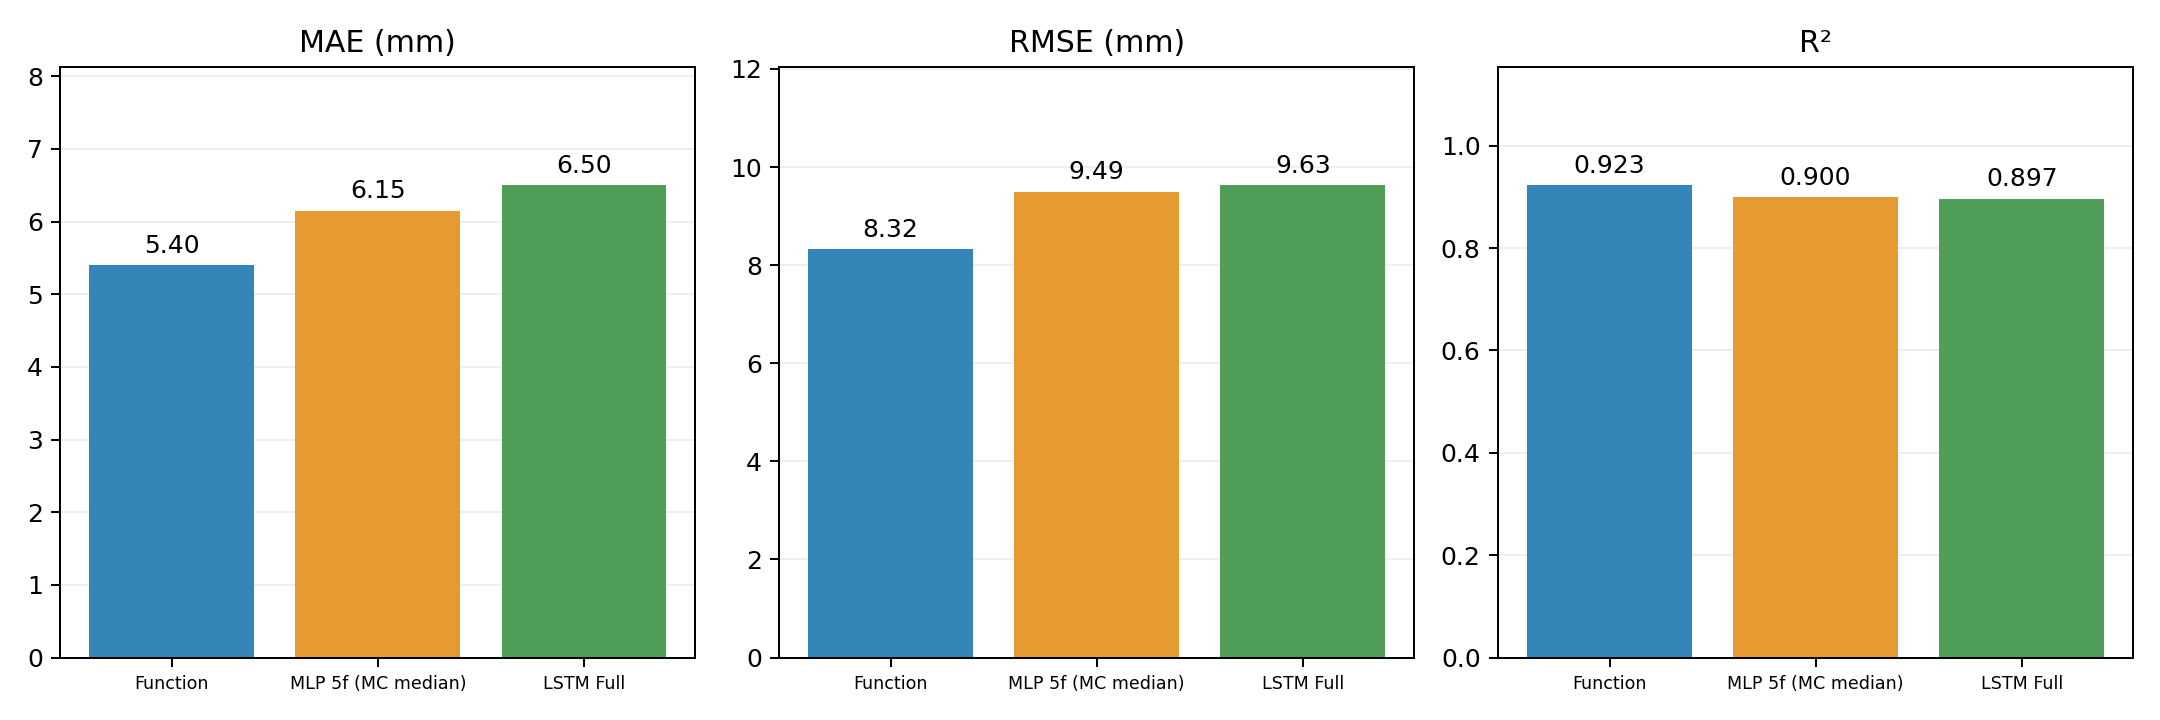 MAE (mm)
8
7
6
5
4
3
2
1
0
5.40
6.15
6.50
Function
MLP 5f (MC median)
LSTM Full
RMSE (mm)
12
10
8
6
4
2
0
8.32
9.49
9.63
Function
MLP 5f (MC median)
LSTM Full
R²
1.0
0.8
0.6
0.4
0.2
0.0
0.923
0.900
0.897
Function
MLP 5f (MC median)
LSTM Full